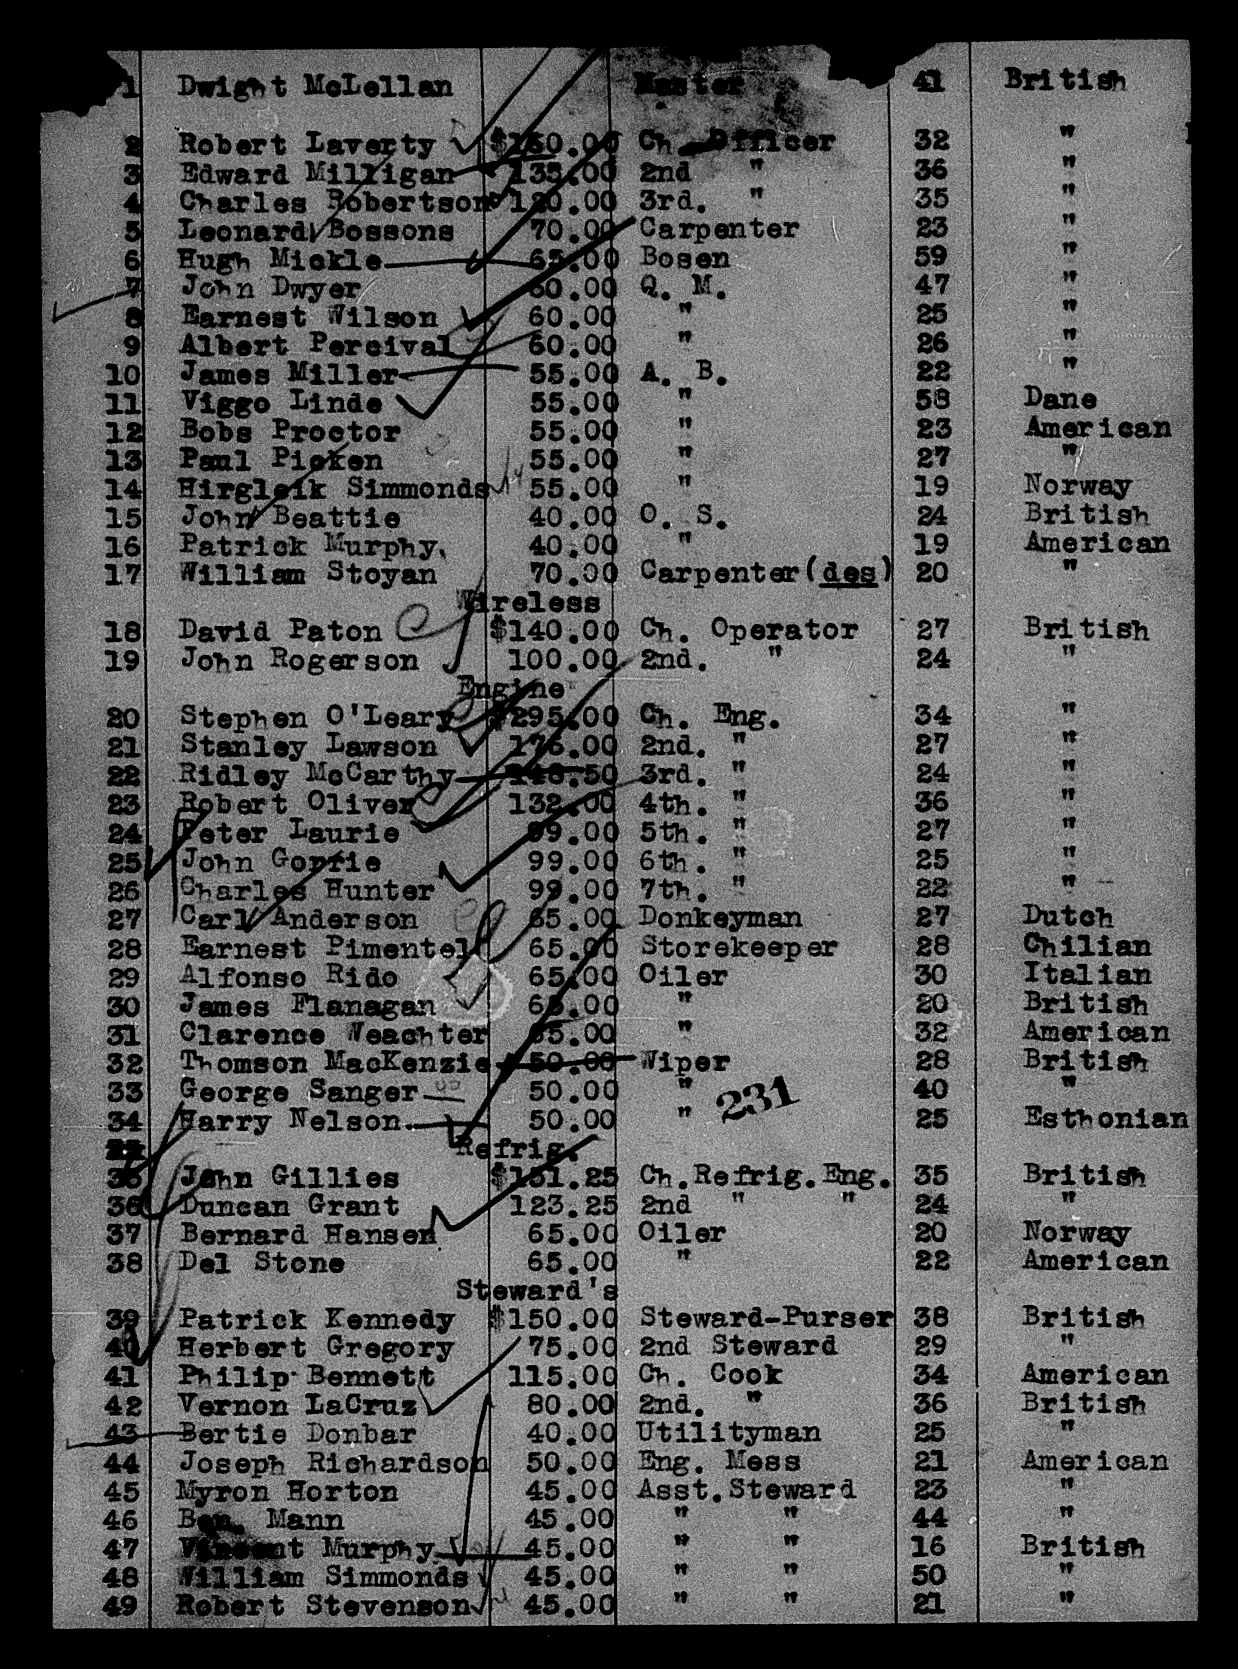 1 Dwight McLellan Master 41 British
2 Robert Laverty $150.00 Ch. Officer 32 "
3 Edward Milligan 135.00 2nd " 36 "
4 Charles Robertson 120.00 3rd. " 35 "
5 Leonard Bossons 70.00 Carpenter 23 "
6 Hugh Mickle 65.00 Bosen 59 "
7 John Dwyer 60.00 Q. M. 47 "
8 Earnest Wilson 60.00 " 25 "
9 Albert Percival 60.00 " 26 "
10 James Miller 55.00 A. B. 22 "
11 Viggo Linde 55.00 " 58 Dane
12 Bobs Proctor 55.00 " 23 American
13 Paul Picken 55.00 " 27 "
14 Hirgleik Simmonds 55.00 " 19 Norway
15 John Beattie 40.00 O. S. 24 British
16 Patrick Murphy. 40.00 " 19 American
17 William Stoyan 70.00 Carpenter(des) 20 "
Wireless
18 David Paton $140.00 Ch. Operator 27 British
19 John Rogerson 100.00 2nd. " 24 "
Engine
20 Stephen O'Leary $295.00 Ch. Eng. 34 "
21 Stanley Lawson 176.00 2nd. " 27 "
22 Ridley McCarthy 148.50 3rd. " 24 "
23 Robert Oliver 132.00 4th. " 36 "
24 Peter Laurie 99.00 5th. " 27 "
25 John Gorrie 99.00 6th. " 25 "
26 Charles Hunter 99.00 7th. " 22 "
27 Carl Anderson 65.00 Donkeyman 27 Dutch
28 Earnest Pimentel 65.00 Storekeeper 28 Chilian
29 Alfonso Rido 65.00 Oiler 30 Italian
30 James Flanagan 65.00 " 20 British
31 Clarence Weachter 65.00 " 32 American
32 Thomson MacKenzie 50.00 Wiper 28 British
33 George Sanger 50.00 " 40 "
231
34 Harry Nelson 50.00 " 25 Esthonian
Refrig.
35 John Gillies $151.25 Ch.Refrig.Eng. 35 British
36 Duncan Grant 123.25 2nd " " 24 "
37 Bernard Hansen 65.00 Oiler 20 Norway
38 Del Stone 65.00 " 22 American
Steward's
39 Patrick Kennedy $150.00 Steward-Purser 38 British
40 Herbert Gregory 75.00 2nd Steward 29 "
41 Philip Bennett 115.00 Ch. Cook 34 American
42 Vernon LaCruz 80.00 2nd. " 36 British
43 Bertie Donbar 40.00 Utilityman 25 "
44 Joseph Richardson 50.00 Eng. Mess 21 American
45 Myron Horton 45.00 Asst.Steward 23 "
46 Ben. Mann 45.00 " " 44 "
47 Vincent Murphy 45.00 " " 16 British
48 William Simmonds 45.00 " " 50 "
49 Robert Stevenson 45.00 " " 21 "